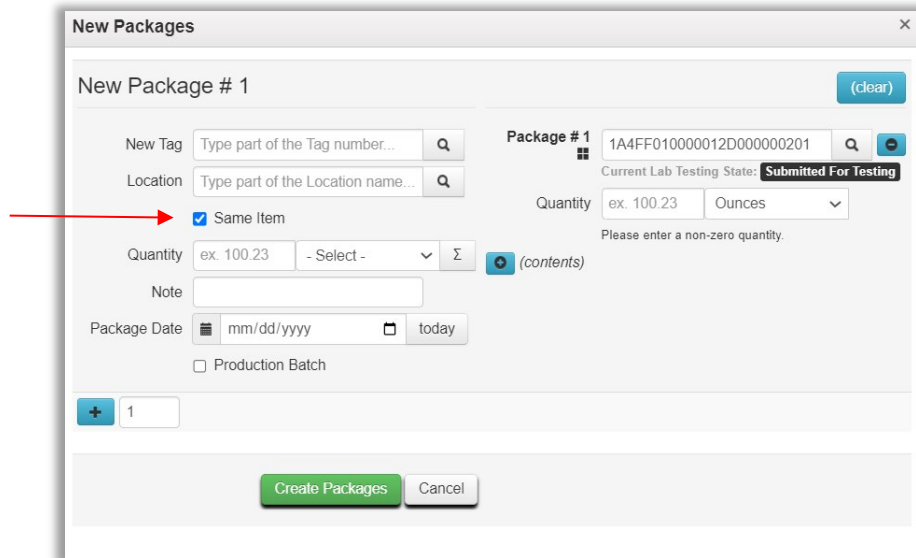 New Packages ×
New Package # 1
(clear)
New Tag Type part of the Tag number...
Location Type part of the Location name...
Same Item
Quantity ex. 100.23 - Select - Σ
Note
Package Date mm/dd/yyyy today
Production Batch
Package # 1 1A4FF010000012D000000201
Current Lab Testing State: Submitted For Testing
Quantity ex. 100.23 Ounces
Please enter a non-zero quantity.
(contents)
1
Create Packages Cancel